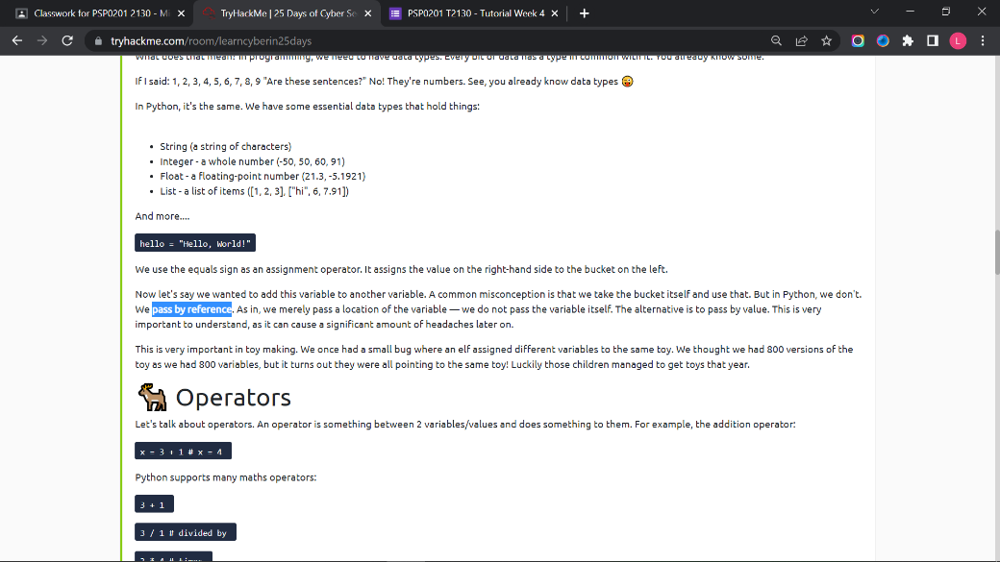 Classwork for PSP0201 2130 - Mi
TryHackMe | 25 Days of Cyber Se
PSP0201 T2130 - Tutorial Week 4
tryhackme.com/room/learncyberin25days
L
What does that mean? In programming, we need to have data types. Every bit of data has a type in common with it. You already know some.
If I said: 1, 2, 3, 4, 5, 6, 7, 8, 9 "Are these sentences?" No! They're numbers. See, you already know data types 😜
In Python, it's the same. We have some essential data types that hold things:
• String (a string of characters)
• Integer - a whole number (-50, 50, 60, 91)
• Float - a floating-point number (21.3, -5.1921)
• List - a list of items ([1, 2, 3], ["hi", 6, 7.91])
And more....
hello = "Hello, World!"
We use the equals sign as an assignment operator. It assigns the value on the right-hand side to the bucket on the left.
Now let's say we wanted to add this variable to another variable. A common misconception is that we take the bucket itself and use that. But in Python, we don't.
We pass by reference. As in, we merely pass a location of the variable — we do not pass the variable itself. The alternative is to pass by value. This is very
important to understand, as it can cause a significant amount of headaches later on.
This is very important in toy making. We once had a small bug where an elf assigned different variables to the same toy. We thought we had 800 versions of the
toy as we had 800 variables, but it turns out they were all pointing to the same toy! Luckily those children managed to get toys that year.
Operators
Let's talk about operators. An operator is something between 2 variables/values and does something to them. For example, the addition operator:
x = 3 + 1 # x = 4
Python supports many maths operators:
3 + 1
3 / 1 # divided by